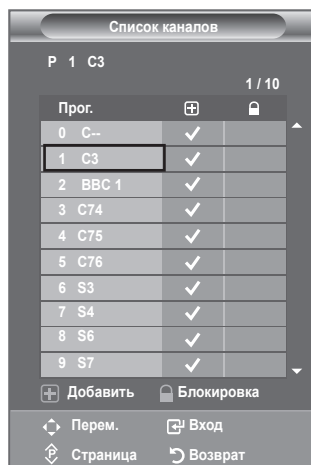 Список каналов
P 1 C3
1 / 10
Прог.
0 C--
1 C3
2 BBC 1
3 C74
4 C75
5 C76
6 S3
7 S4
8 S6
9 S7
Добавить Блокировка
Перем. Вход
Страница Возврат